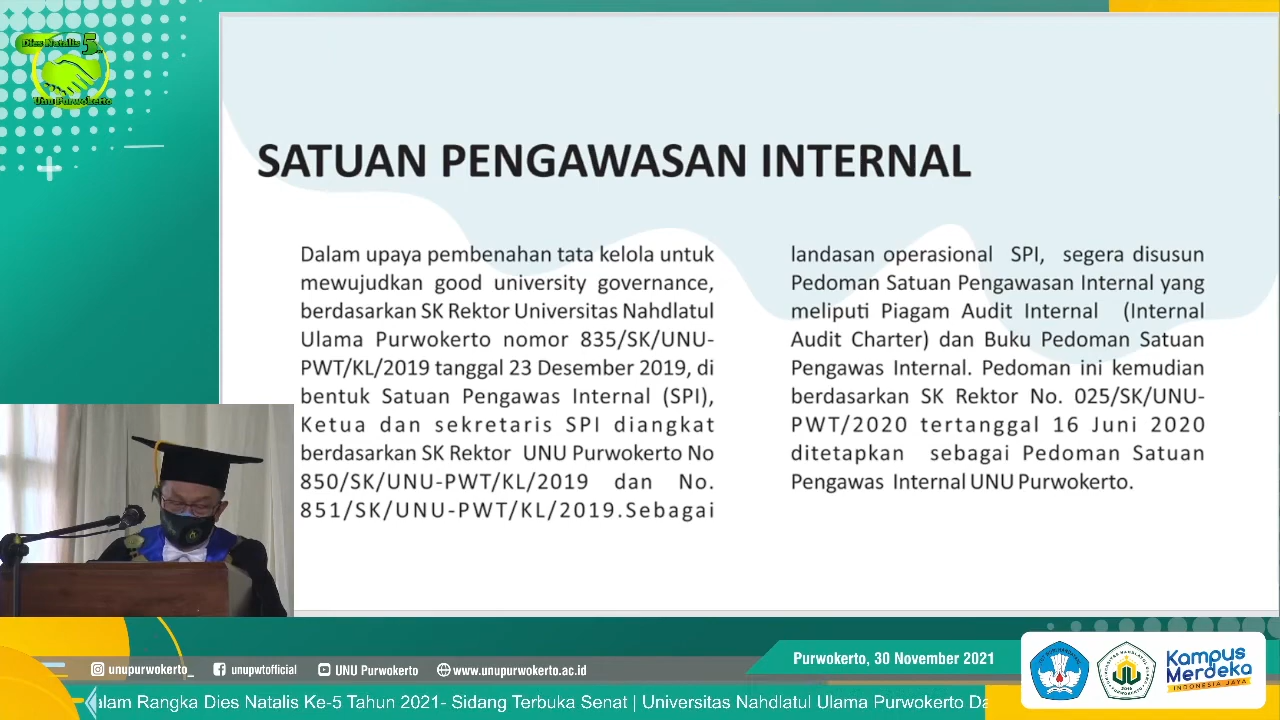 Dies Natalis 5
Unu Purwokerto
SATUAN PENGAWASAN INTERNAL
Dalam upaya pembenahan tata kelola untuk
mewujudkan good university governance,
berdasarkan SK Rektor Universitas Nahdlatul
Ulama Purwokerto nomor 835/SK/UNU-
PWT/KL/2019 tanggal 23 Desember 2019, di
bentuk Satuan Pengawas Internal (SPI),
Ketua dan sekretaris SPI diangkat
berdasarkan SK Rektor UNU Purwokerto No
850/SK/UNU-PWT/KL/2019 dan No.
851/SK/UNU-PWT/KL/2019.Sebagai
landasan operasional SPI, segera disusun
Pedoman Satuan Pengawasan Internal yang
meliputi Piagam Audit Internal (Internal
Audit Charter) dan Buku Pedoman Satuan
Pengawas Internal. Pedoman ini kemudian
berdasarkan SK Rektor No. 025/SK/UNU-
PWT/2020 tertanggal 16 Juni 2020
ditetapkan sebagai Pedoman Satuan
Pengawas Internal UNU Purwokerto.
unupurwokerto_ unupwtofficial UNU Purwokerto www.unupurwokerto.ac.id
Purwokerto, 30 November 2021
Kampus
Merdeka
INDONESIA JAYA
alam Rangka Dies Natalis Ke-5 Tahun 2021- Sidang Terbuka Senat | Universitas Nahdlatul Ulama Purwokerto Da